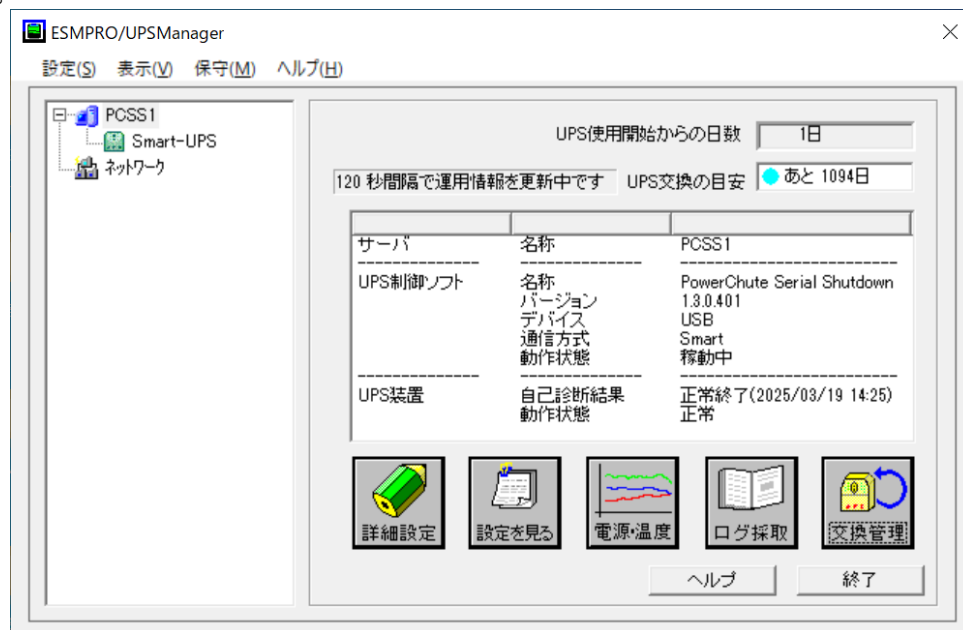 ESMPRO/UPSManager
設定(S) 表示(V) 保守(M) ヘルプ(H)
PCSS1
Smart-UPS
ネットワーク
UPS使用開始からの日数 1日
120 秒間隔で運用情報を更新中です UPS交換の目安 あと 1094日
サーバ 名称 PCSS1
UPS制御ソフト 名称 PowerChute Serial Shutdown
バージョン 1.3.0.401
デバイス USB
通信方式 Smart
動作状態 稼動中
UPS装置 自己診断結果 正常終了(2025/03/19 14:25)
動作状態 正常
詳細設定 設定を見る 電源・温度 ログ採取 交換管理
ヘルプ 終了